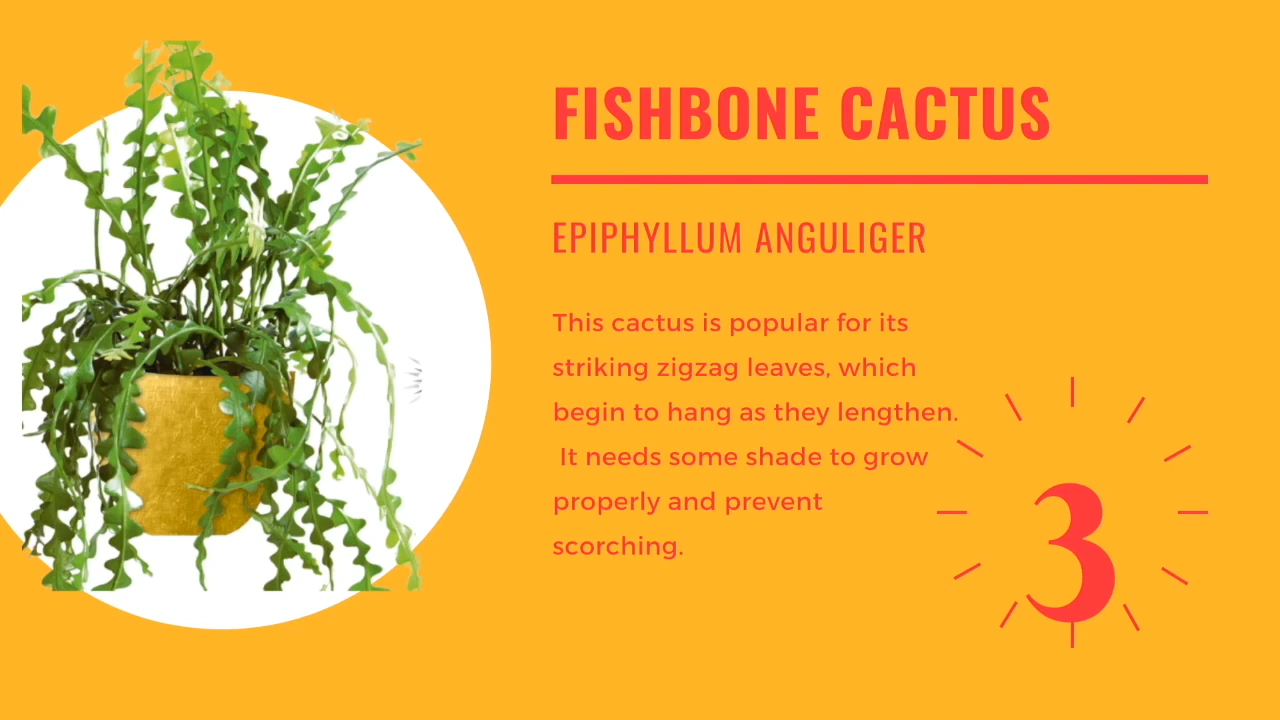 FISHBONE CACTUS
EPIPHYLLUM ANGULIGER
This cactus is popular for its
striking zigzag leaves, which
begin to hang as they lengthen.
It needs some shade to grow
properly and prevent
scorching.
3